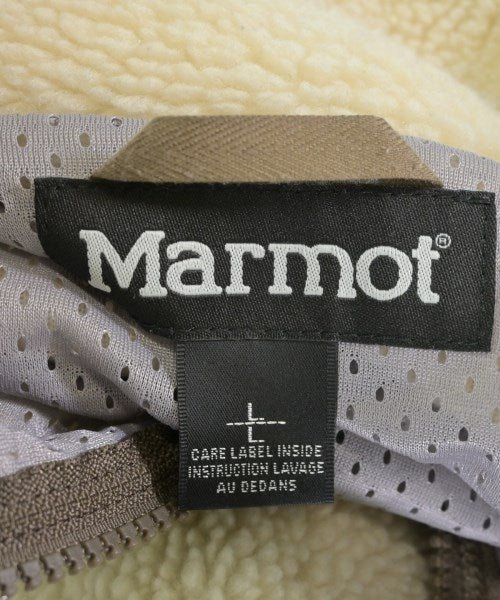 Marmot®
L
CARE LABEL INSIDE
INSTRUCTION LAVAGE
AU DEDANS